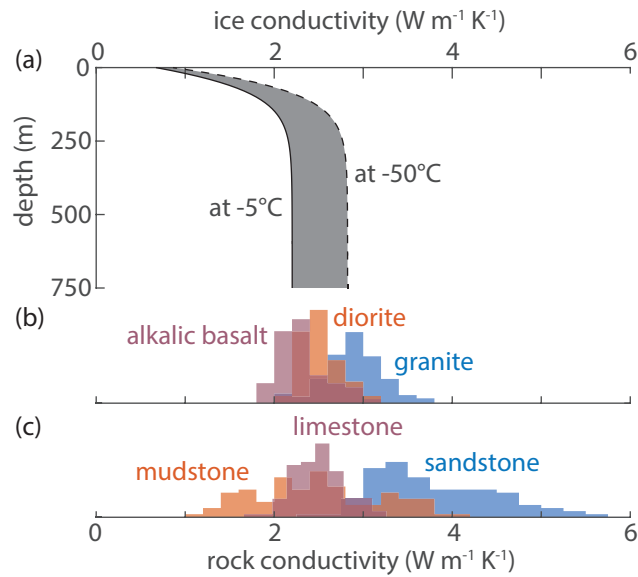 ice conductivity (W m⁻¹ K⁻¹)
0 2 4 6
(a)
0
250
500
750
depth (m)
at -5°C
at -50°C
(b)
diorite
alkalic basalt
granite
(c)
limestone
mudstone
sandstone
0 2 4 6
rock conductivity (W m⁻¹ K⁻¹)